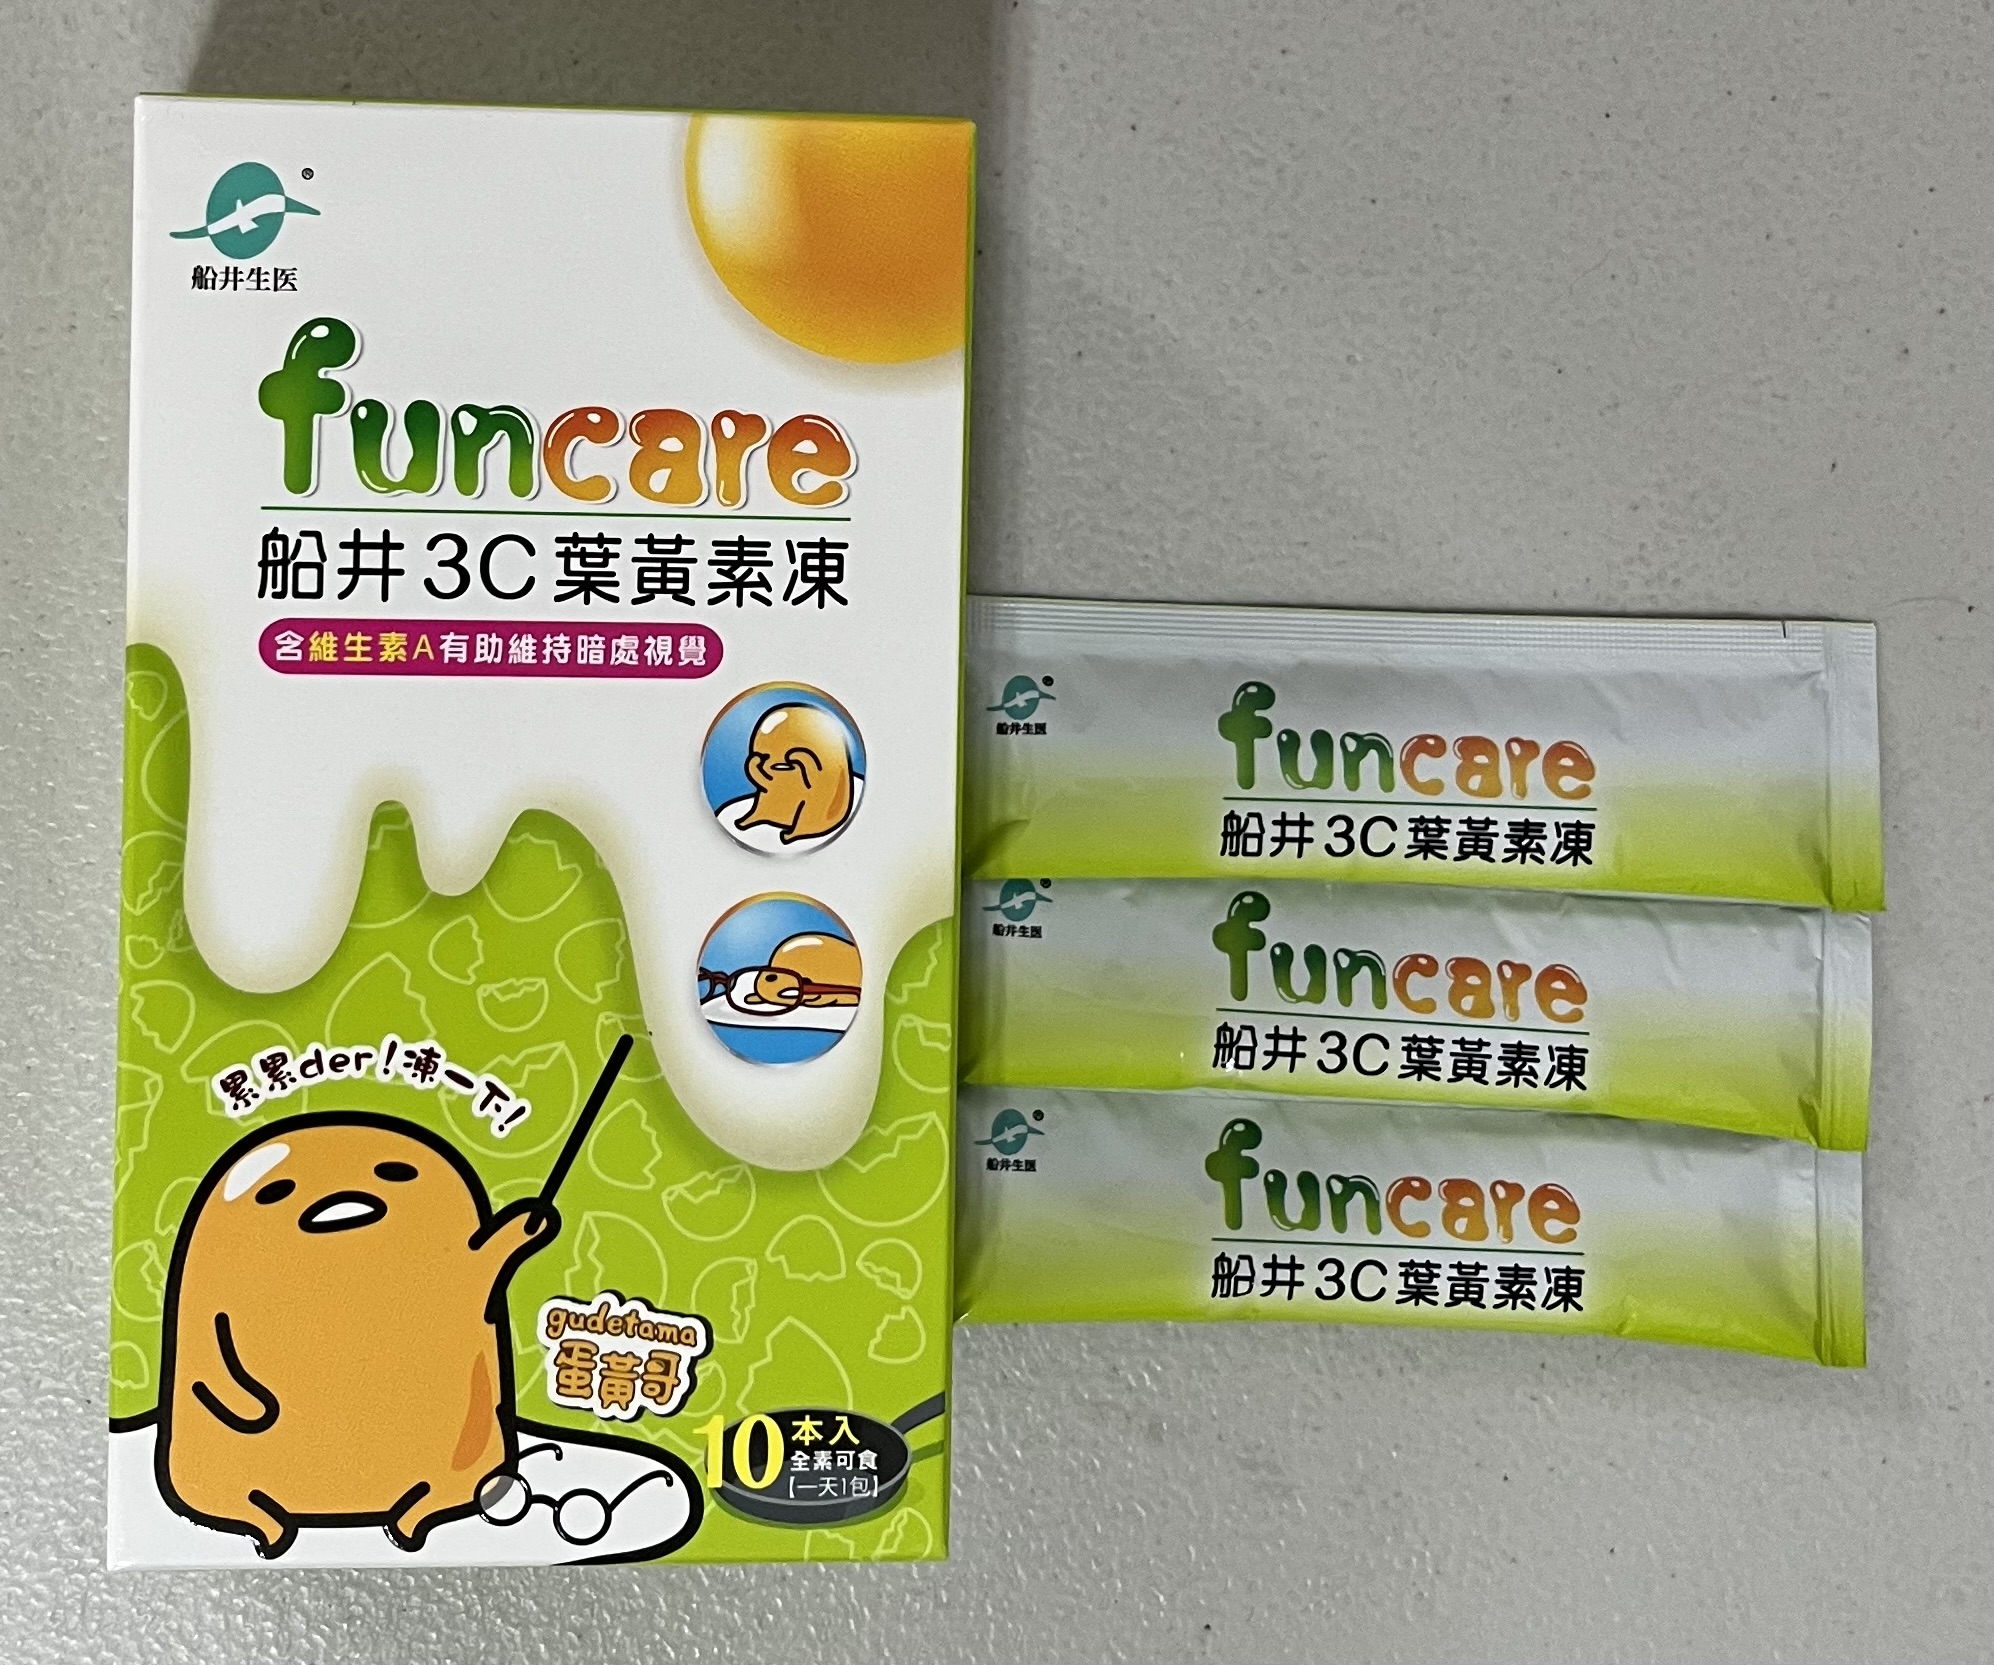 船井生医
funcare
船井3C葉黃素凍
含維生素A有助維持暗處視覺
累累der!凍一下!
gudetama
蛋黃哥
10本入
全素可食
【一天1包】
船井生医
funcare
船井3C葉黃素凍
船井生医
funcare
船井3C葉黃素凍
船井生医
funcare
船井3C葉黃素凍